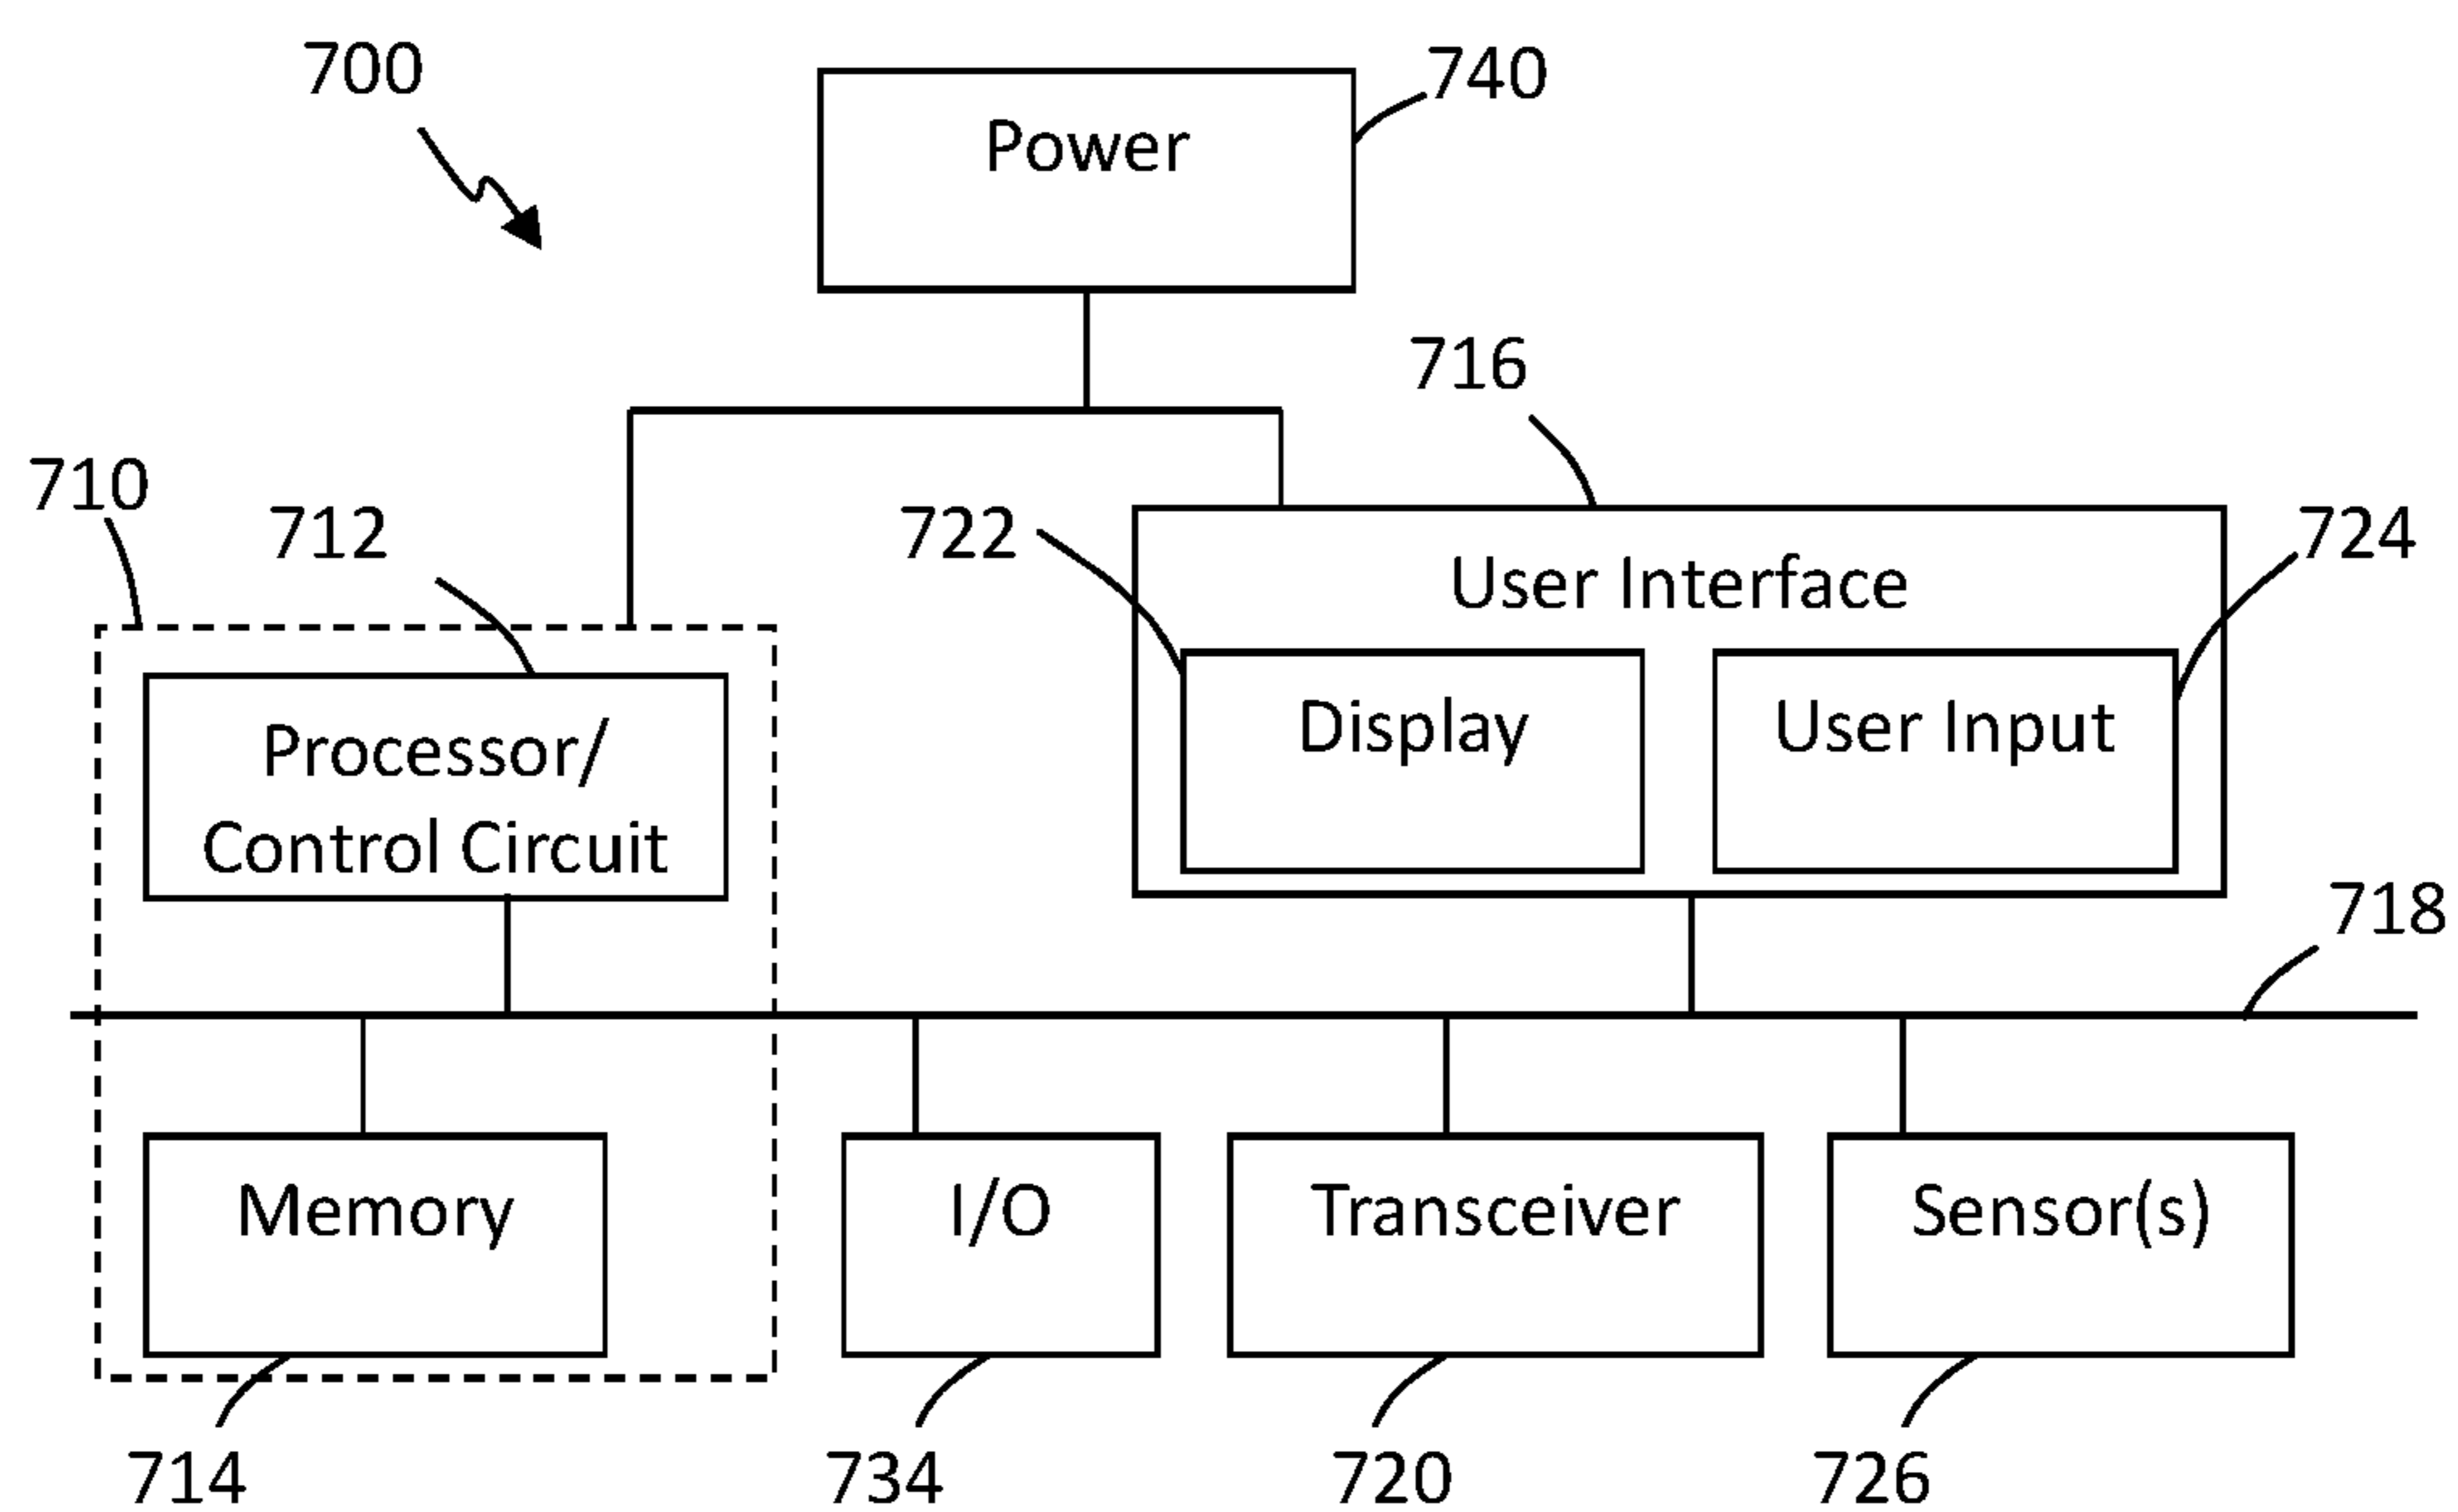 700
740
Power
716
710
712
722
724
User Interface
Display
User Input
Processor/
Control Circuit
718
Memory
I/O
Transceiver
Sensor(s)
714
734
720
726